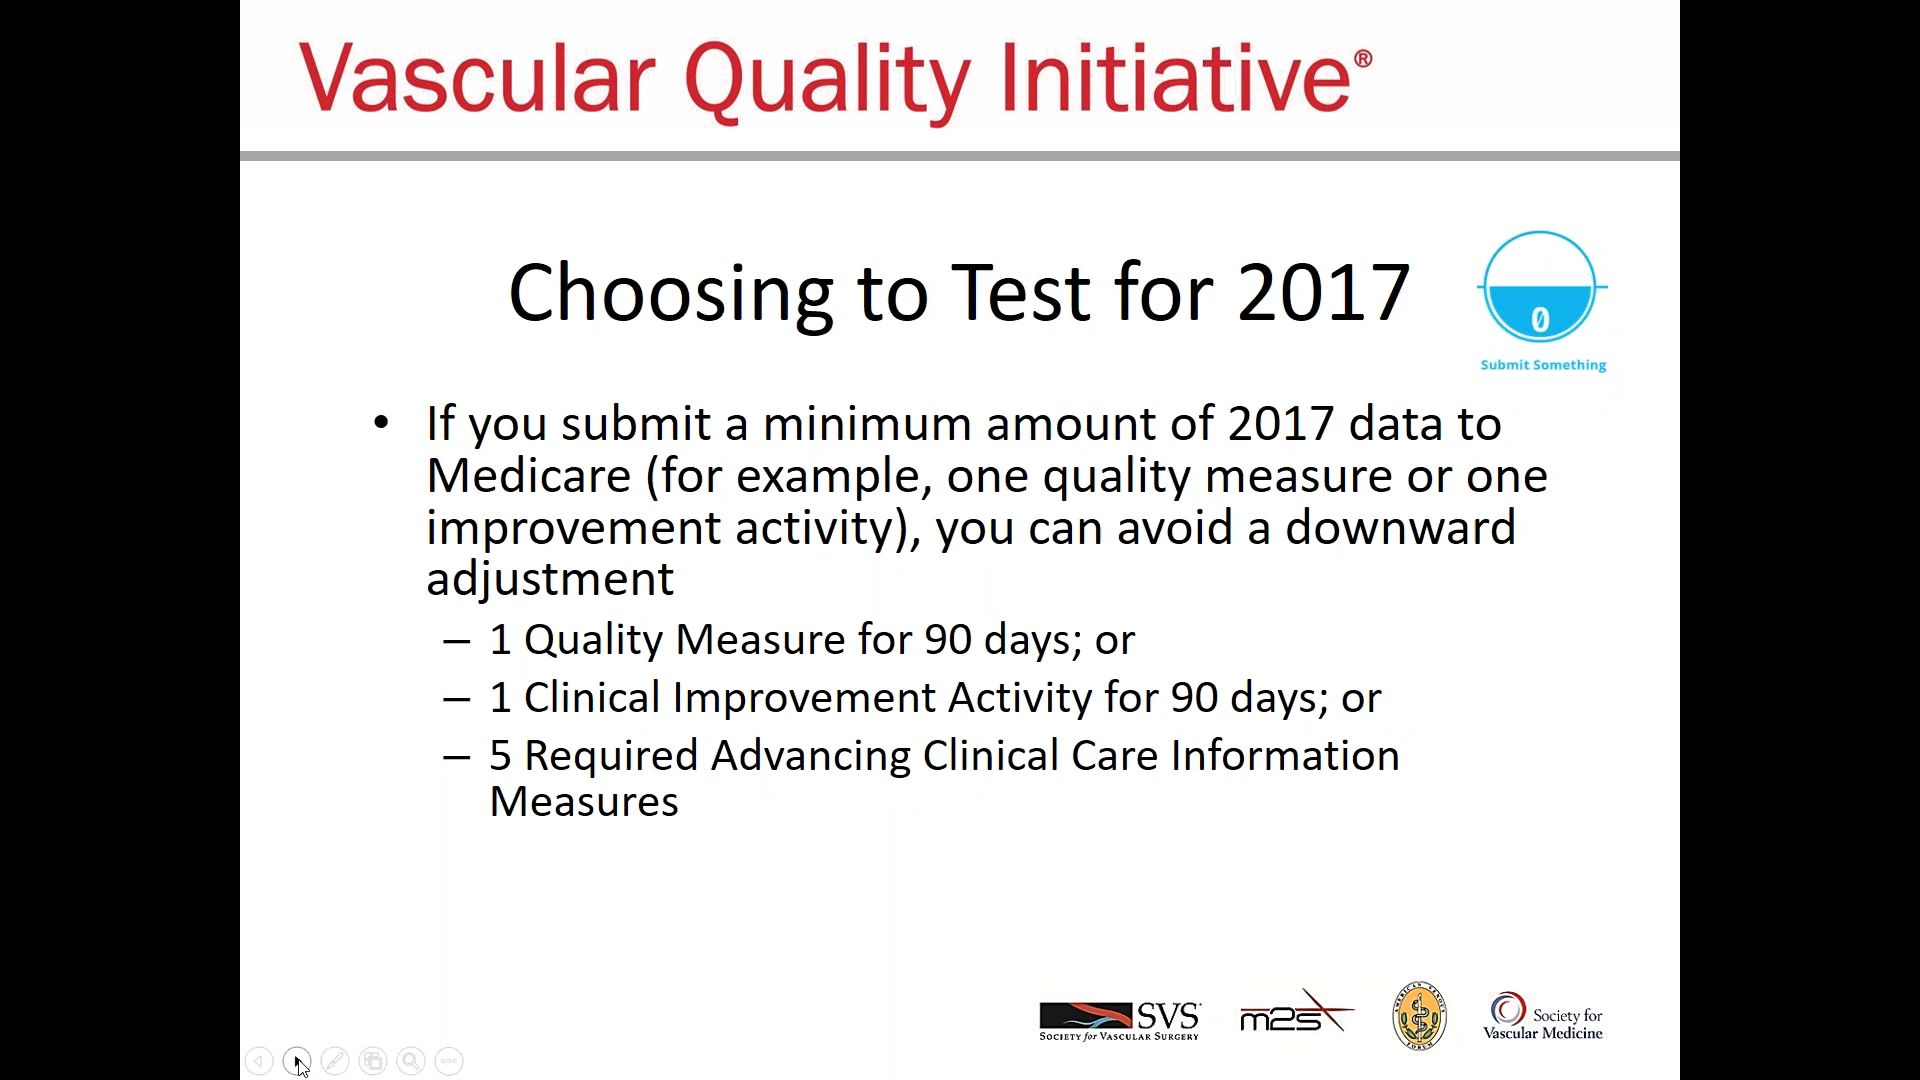 Vascular Quality Initiative®
Choosing to Test for 2017
0
Submit Something
• If you submit a minimum amount of 2017 data to
Medicare (for example, one quality measure or one
improvement activity), you can avoid a downward
adjustment
– 1 Quality Measure for 90 days; or
– 1 Clinical Improvement Activity for 90 days; or
– 5 Required Advancing Clinical Care Information
Measures
SVS
Society for Vascular Surgery
m2s
AMERICAN VENOUS
FORUM
Society for
Vascular Medicine